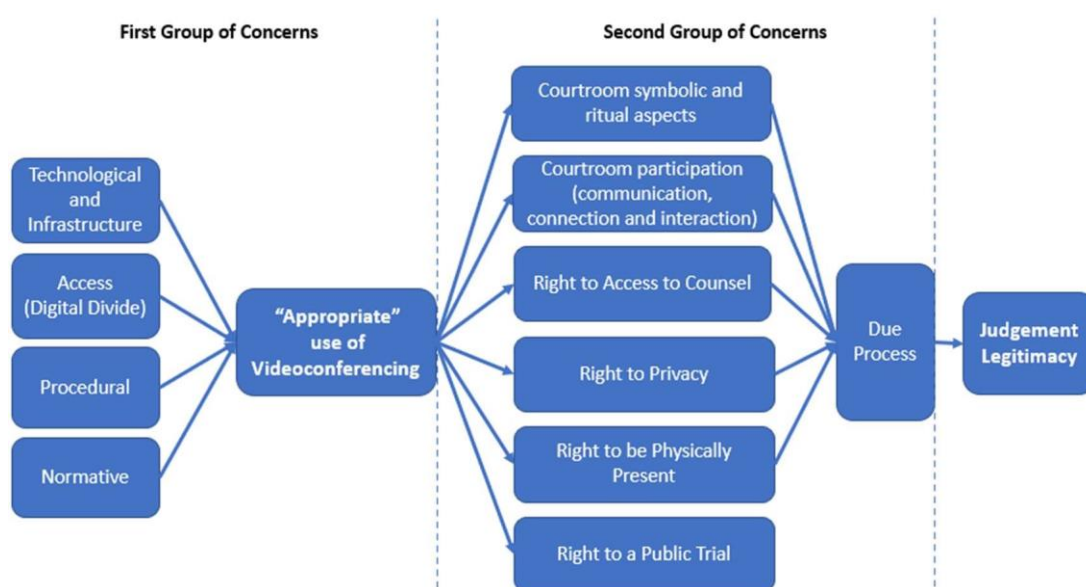 First Group of Concerns
Second Group of Concerns
Technological
and
Infrastructure
Access
(Digital Divide)
Procedural
Normative
“Appropriate”
use of
Videoconferencing
Courtroom symbolic and
ritual aspects
Courtroom participation
(communication,
connection and interaction)
Right to Access to Counsel
Right to Privacy
Right to be Physically
Present
Right to a Public Trial
Due
Process
Judgement
Legitimacy